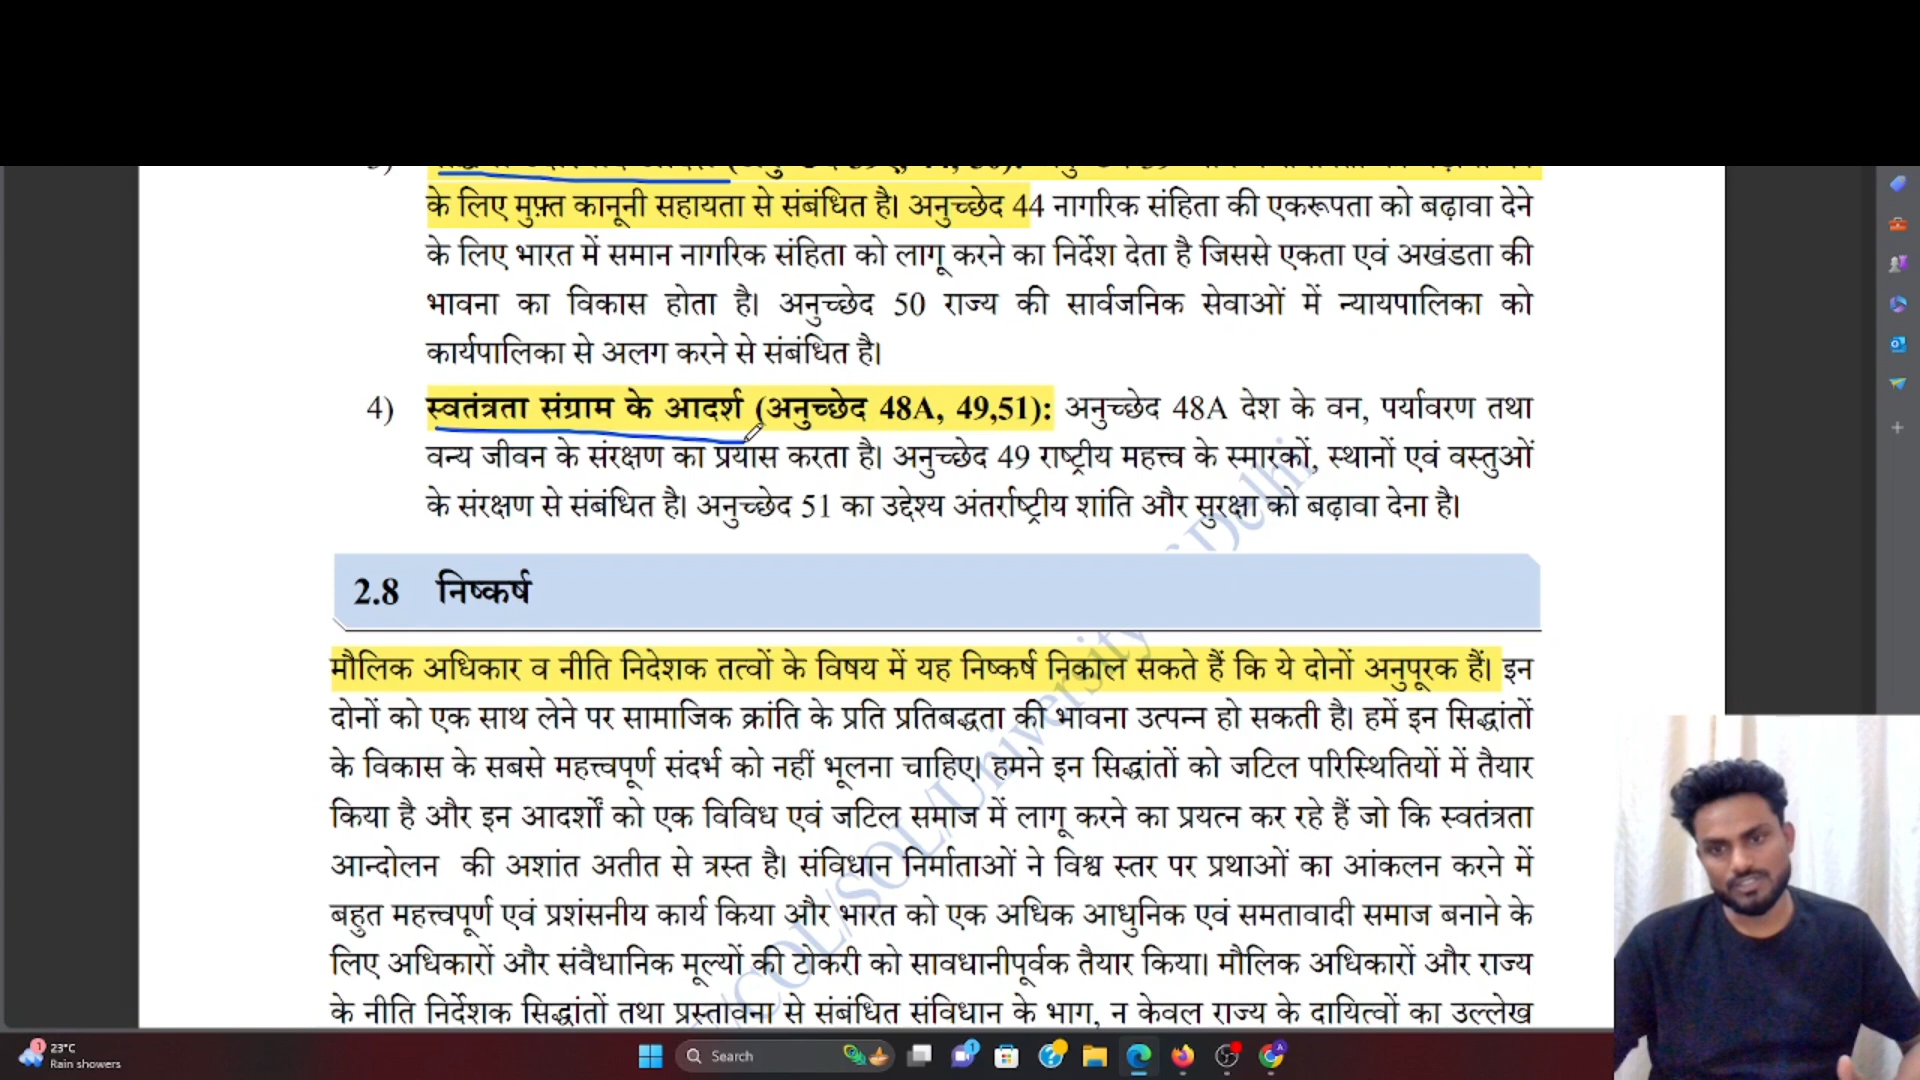 के लिए मुफ़्त कानूनी सहायता से संबंधित है। अनुच्छेद 44 नागरिक संहिता की एकरूपता को बढ़ावा देने
के लिए भारत में समान नागरिक संहिता को लागू करने का निर्देश देता है जिससे एकता एवं अखंडता की
भावना का विकास होता है। अनुच्छेद 50 राज्य की सार्वजनिक सेवाओं में न्यायपालिका को
कार्यपालिका से अलग करने से संबंधित है।
4) स्वतंत्रता संग्राम के आदर्श (अनुच्छेद 48A, 49,51): अनुच्छेद 48A देश के वन, पर्यावरण तथा
वन्य जीवन के संरक्षण का प्रयास करता है। अनुच्छेद 49 राष्ट्रीय महत्त्व के स्मारकों, स्थानों एवं वस्तुओं
के संरक्षण से संबंधित है। अनुच्छेद 51 का उद्देश्य अंतर्राष्ट्रीय शांति और सुरक्षा को बढ़ावा देना है।
2.8 निष्कर्ष
मौलिक अधिकार व नीति निदेशक तत्वों के विषय में यह निष्कर्ष निकाल सकते हैं कि ये दोनों अनुपूरक हैं। इन
दोनों को एक साथ लेने पर सामाजिक क्रांति के प्रति प्रतिबद्धता की भावना उत्पन्न हो सकती है। हमें इन सिद्धांतों
के विकास के सबसे महत्त्वपूर्ण संदर्भ को नहीं भूलना चाहिए। हमने इन सिद्धांतों को जटिल परिस्थितियों में तैयार
किया है और इन आदर्शों को एक विविध एवं जटिल समाज में लागू करने का प्रयत्न कर रहे हैं जो कि स्वतंत्रता
आन्दोलन की अशांत अतीत से त्रस्त है। संविधान निर्माताओं ने विश्व स्तर पर प्रथाओं का आंकलन करने में
बहुत महत्त्वपूर्ण एवं प्रशंसनीय कार्य किया और भारत को एक अधिक आधुनिक एवं समतावादी समाज बनाने के
लिए अधिकारों और संवैधानिक मूल्यों की टोकरी को सावधानीपूर्वक तैयार किया। मौलिक अधिकारों और राज्य
के नीति निर्देशक सिद्धांतों तथा प्रस्तावना से संबंधित संविधान के भाग, न केवल राज्य के दायित्वों का उल्लेख
/COL/SOL/University of Delhi
1 23°C
Rain showers
Search
1